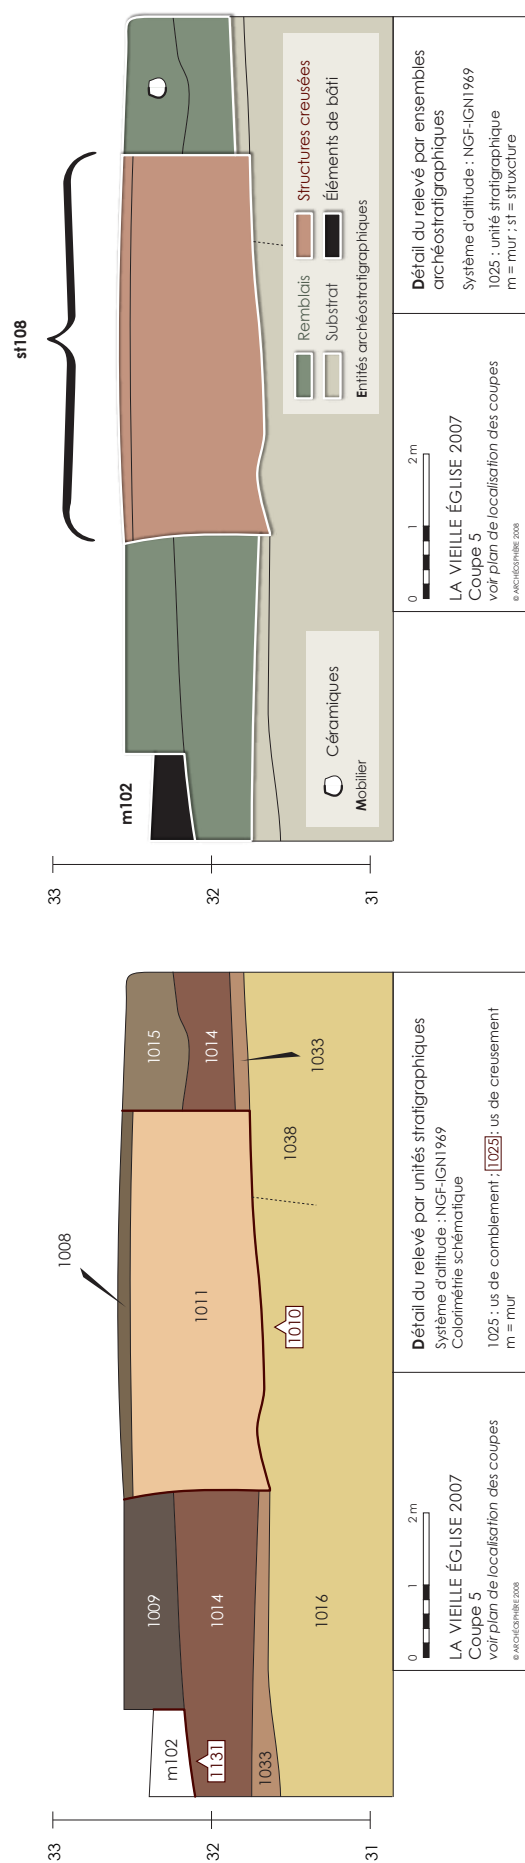 33
32
31
m102
1131
1033
1009
1014
1016
1008
1011
1010
1038
1015
1014
1033
0 1 2 m
LA VIEILLE ÉGLISE 2007
Coupe 5
voir plan de localisation des coupes
© ARCHÉOSPHÈRE 2008
Détail du relevé par unités stratigraphiques
Système d'altitude : NGF-IGN1969
Colorimétrie schématique
1025 : us de comblement ; 1025 : us de creusement
m = mur
33
32
31
m102
st108
Céramiques
Mobilier
Remblais
Structures creusées
Substrat
Éléments de bâti
Entités archéostratigraphiques
0 1 2 m
LA VIEILLE ÉGLISE 2007
Coupe 5
voir plan de localisation des coupes
© ARCHÉOSPHÈRE 2008
Détail du relevé par ensembles
archéostratigraphiques
Système d'altitude : NGF-IGN1969
1025 : unité stratigraphique
m = mur ; st = struxcture